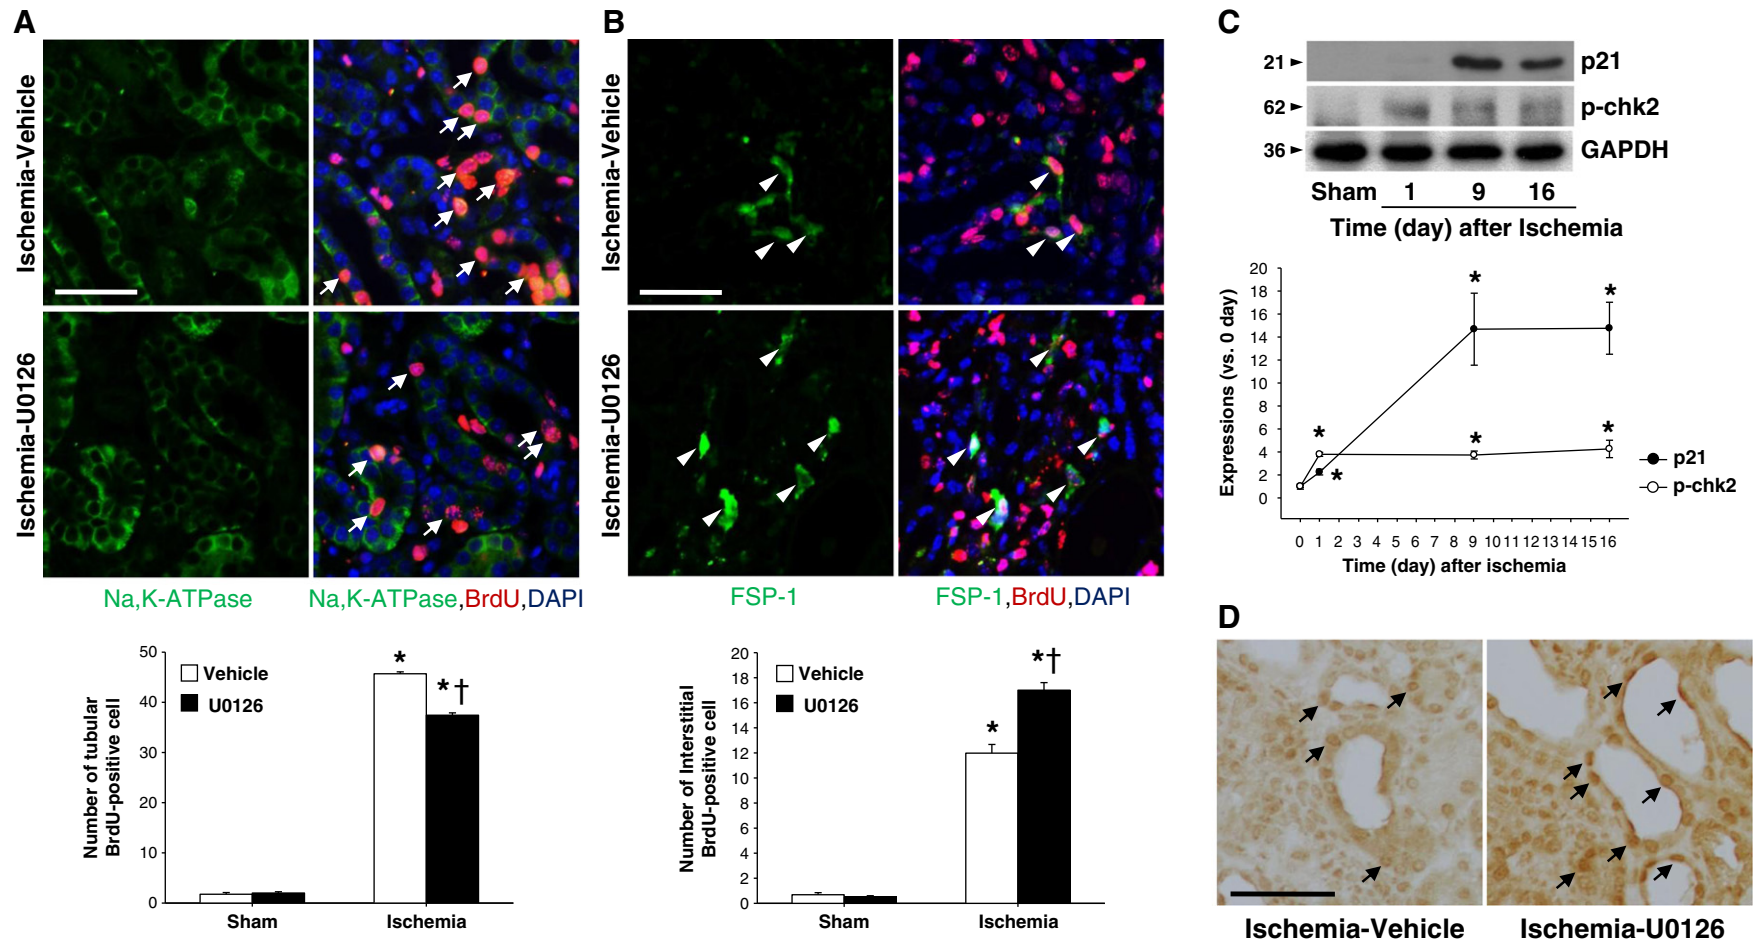 A
Ischemia-Vehicle
Ischemia-U0126
Na,K-ATPase
Na,K-ATPase,BrdU,DAPI
Number of tubular
BrdU-positive cell
50
40
30
20
10
0
Vehicle
U0126
*
*†
Sham
Ischemia
B
Ischemia-Vehicle
Ischemia-U0126
FSP-1
FSP-1,BrdU,DAPI
Number of Interstitial
BrdU-positive cell
20
18
16
14
12
10
8
6
4
2
0
Vehicle
U0126
*
*†
Sham
Ischemia
C
21 p21
62 p-chk2
36 GAPDH
Sham 1 9 16
Time (day) after Ischemia
Expressions (vs. 0 day)
20
18
16
14
12
10
8
6
4
2
0
*
*
*
*
*
*
p21
p-chk2
0 1 2 3 4 5 6 7 8 9 10 11 12 13 14 15 16
Time (day) after ischemia
D
Ischemia-Vehicle
Ischemia-U0126